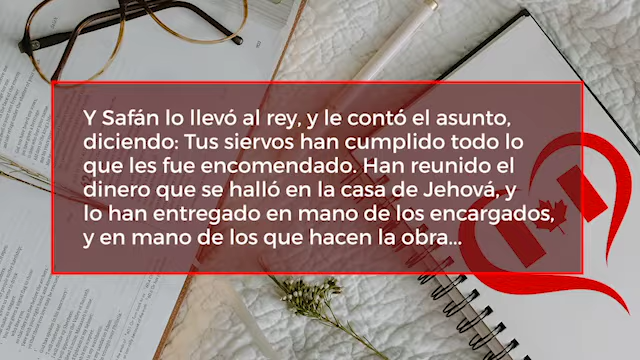 Y Safán lo llevó al rey, y le contó el asunto,
diciendo: Tus siervos han cumplido todo lo
que les fue encomendado. Han reunido el
dinero que se halló en la casa de Jehová, y
lo han entregado en mano de los encargados,
y en mano de los que hacen la obra...